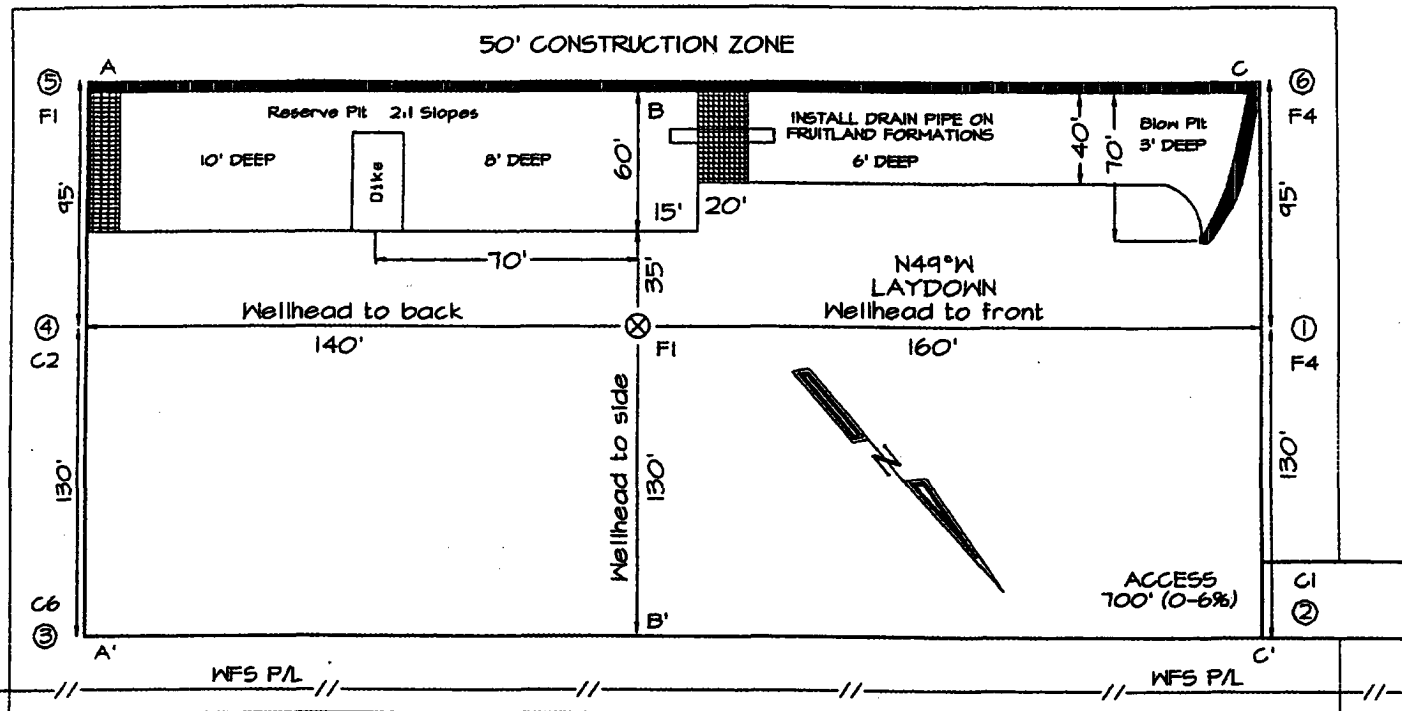 50' CONSTRUCTION ZONE
A
C
5
6
F1
F4
Reserve Pit 2:1 Slopes
B
INSTALL DRAIN PIPE ON
FRUITLAND FORMATIONS
6' DEEP
Blow Pit
3' DEEP
10' DEEP
Dike
8' DEEP
60'
40'
70'
95'
95'
15'
20'
70'
35'
N49°W
LAYDOWN
Wellhead to front
160'
Wellhead to back
140'
4
C2
F1
1
F4
Wellhead to side
130'
130'
130'
N
ACCESS
700' (0-6%)
C1
2
C6
3
A'
B'
C'
WFS P/L
WFS P/L